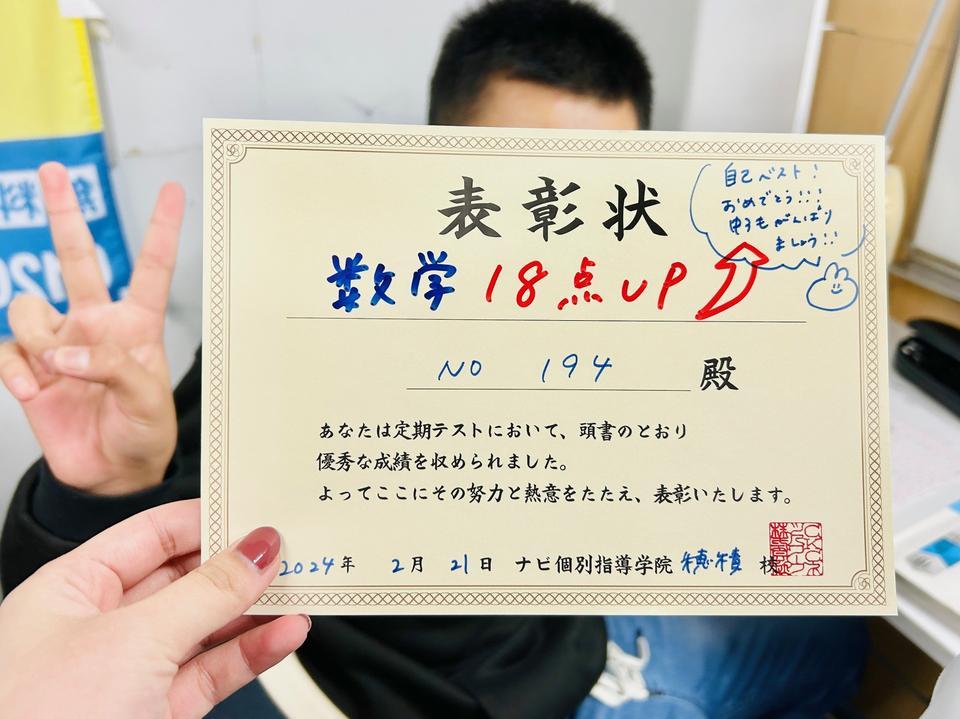 表彰状
自己ベスト!
おめでとう!!!
中3もがんばり
ましょう!!
数学 18点UP
NO 194 殿
あなたは定期テストにおいて、頭書のとおり
優秀な成績を収められました。
よってここにその努力と熱意をたたえ、表彰いたします。
2024年 2月 21日 ナビ個別指導学院 穂積 校